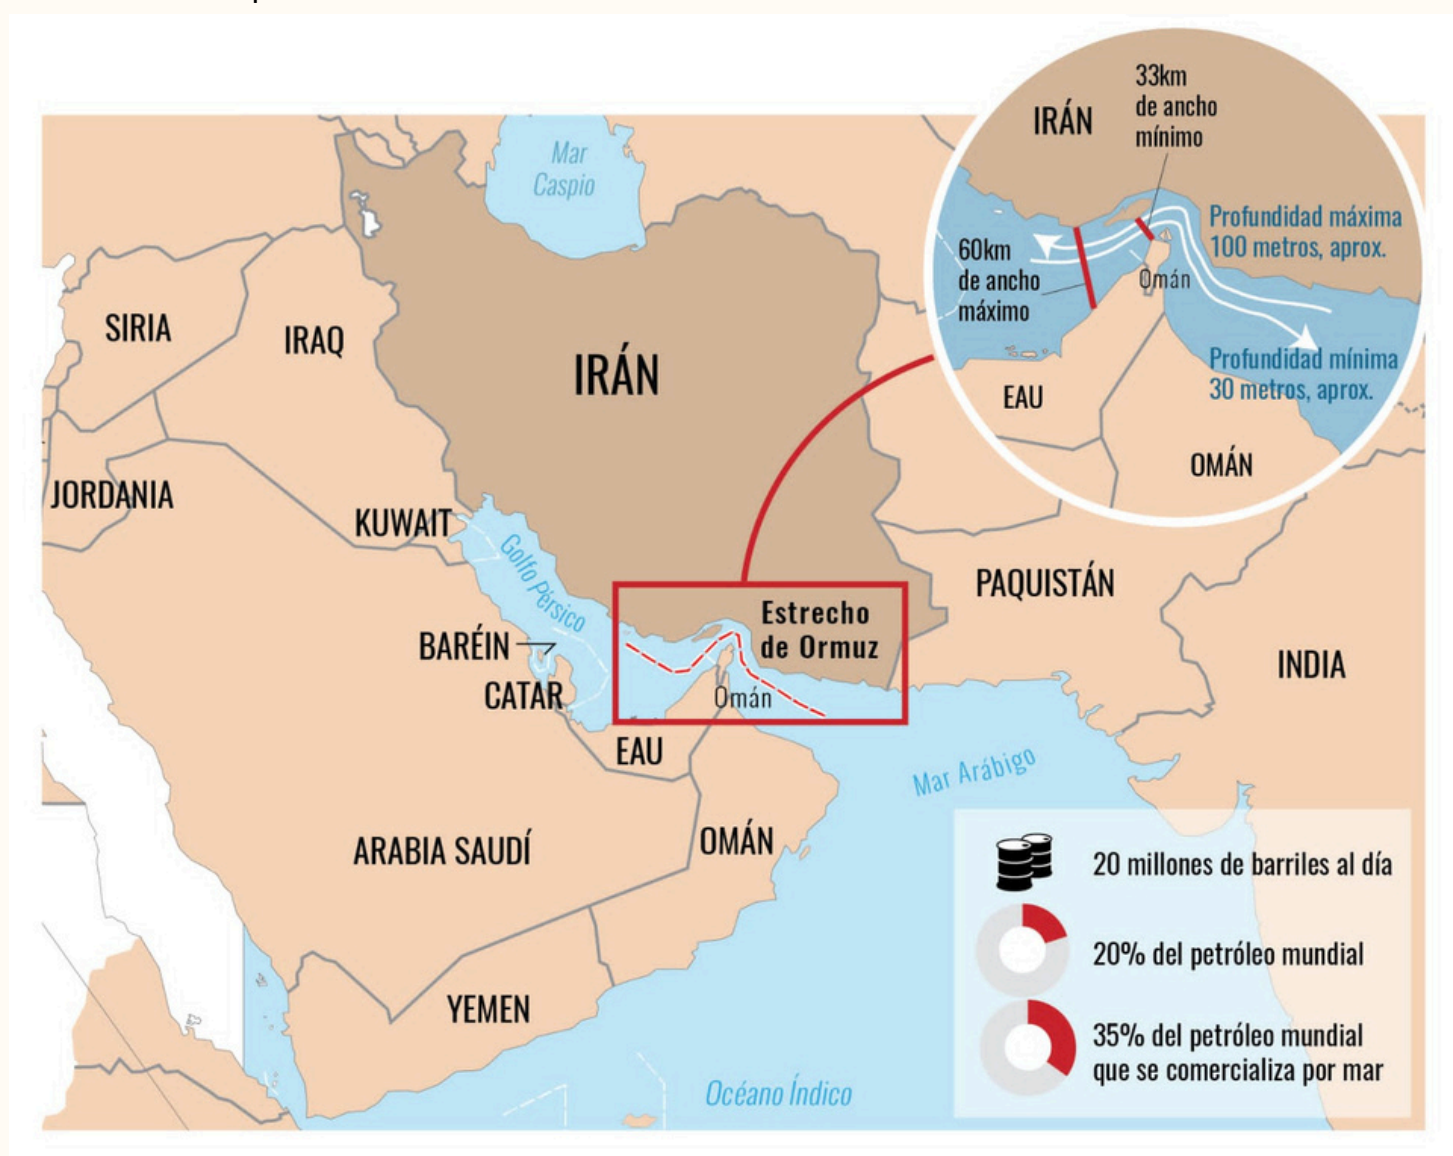 33km
de ancho
mínimo
IRÁN
Mar
Caspio
Profundidad máxima
100 metros, aprox.
60km
de ancho
máximo
Omán
Profundidad mínima
30 metros, aprox.
EAU
OMÁN
SIRIA
IRAQ
IRÁN
JORDANIA
KUWAIT
Golfo Pérsico
PAQUISTÁN
Estrecho
de Ormuz
BARÉIN
CATAR
Omán
INDIA
EAU
Mar Arábigo
ARABIA SAUDÍ
OMÁN
YEMEN
Océano Índico
20 millones de barriles al día
20% del petróleo mundial
35% del petróleo mundial
que se comercializa por mar